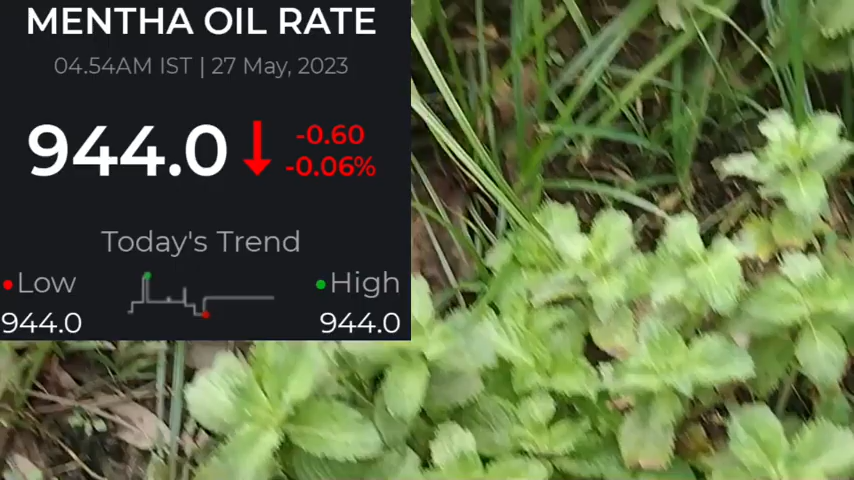 MENTHA OIL RATE
04.54AM IST | 27 May, 2023
944.0
-0.60
-0.06%
Today's Trend
Low
High
944.0
944.0